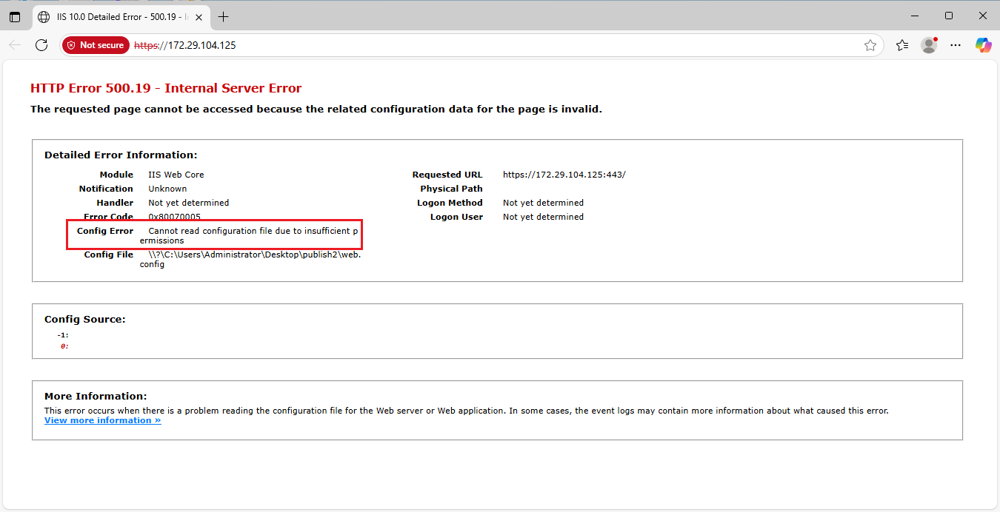 IIS 10.0 Detailed Error - 500.19 - I
Not secure https://172.29.104.125
HTTP Error 500.19 - Internal Server Error
The requested page cannot be accessed because the related configuration data for the page is invalid.
Detailed Error Information:
Module IIS Web Core
Notification Unknown
Handler Not yet determined
Error Code 0x80070005
Config Error Cannot read configuration file due to insufficient p
ermissions
Config File \\?\C:\Users\Administrator\Desktop\publish2\web.
config
Requested URL https://172.29.104.125:443/
Physical Path
Logon Method Not yet determined
Logon User Not yet determined
Config Source:
-1:
0:
More Information:
This error occurs when there is a problem reading the configuration file for the Web server or Web application. In some cases, the event logs may contain more information about what caused this error.
View more information »